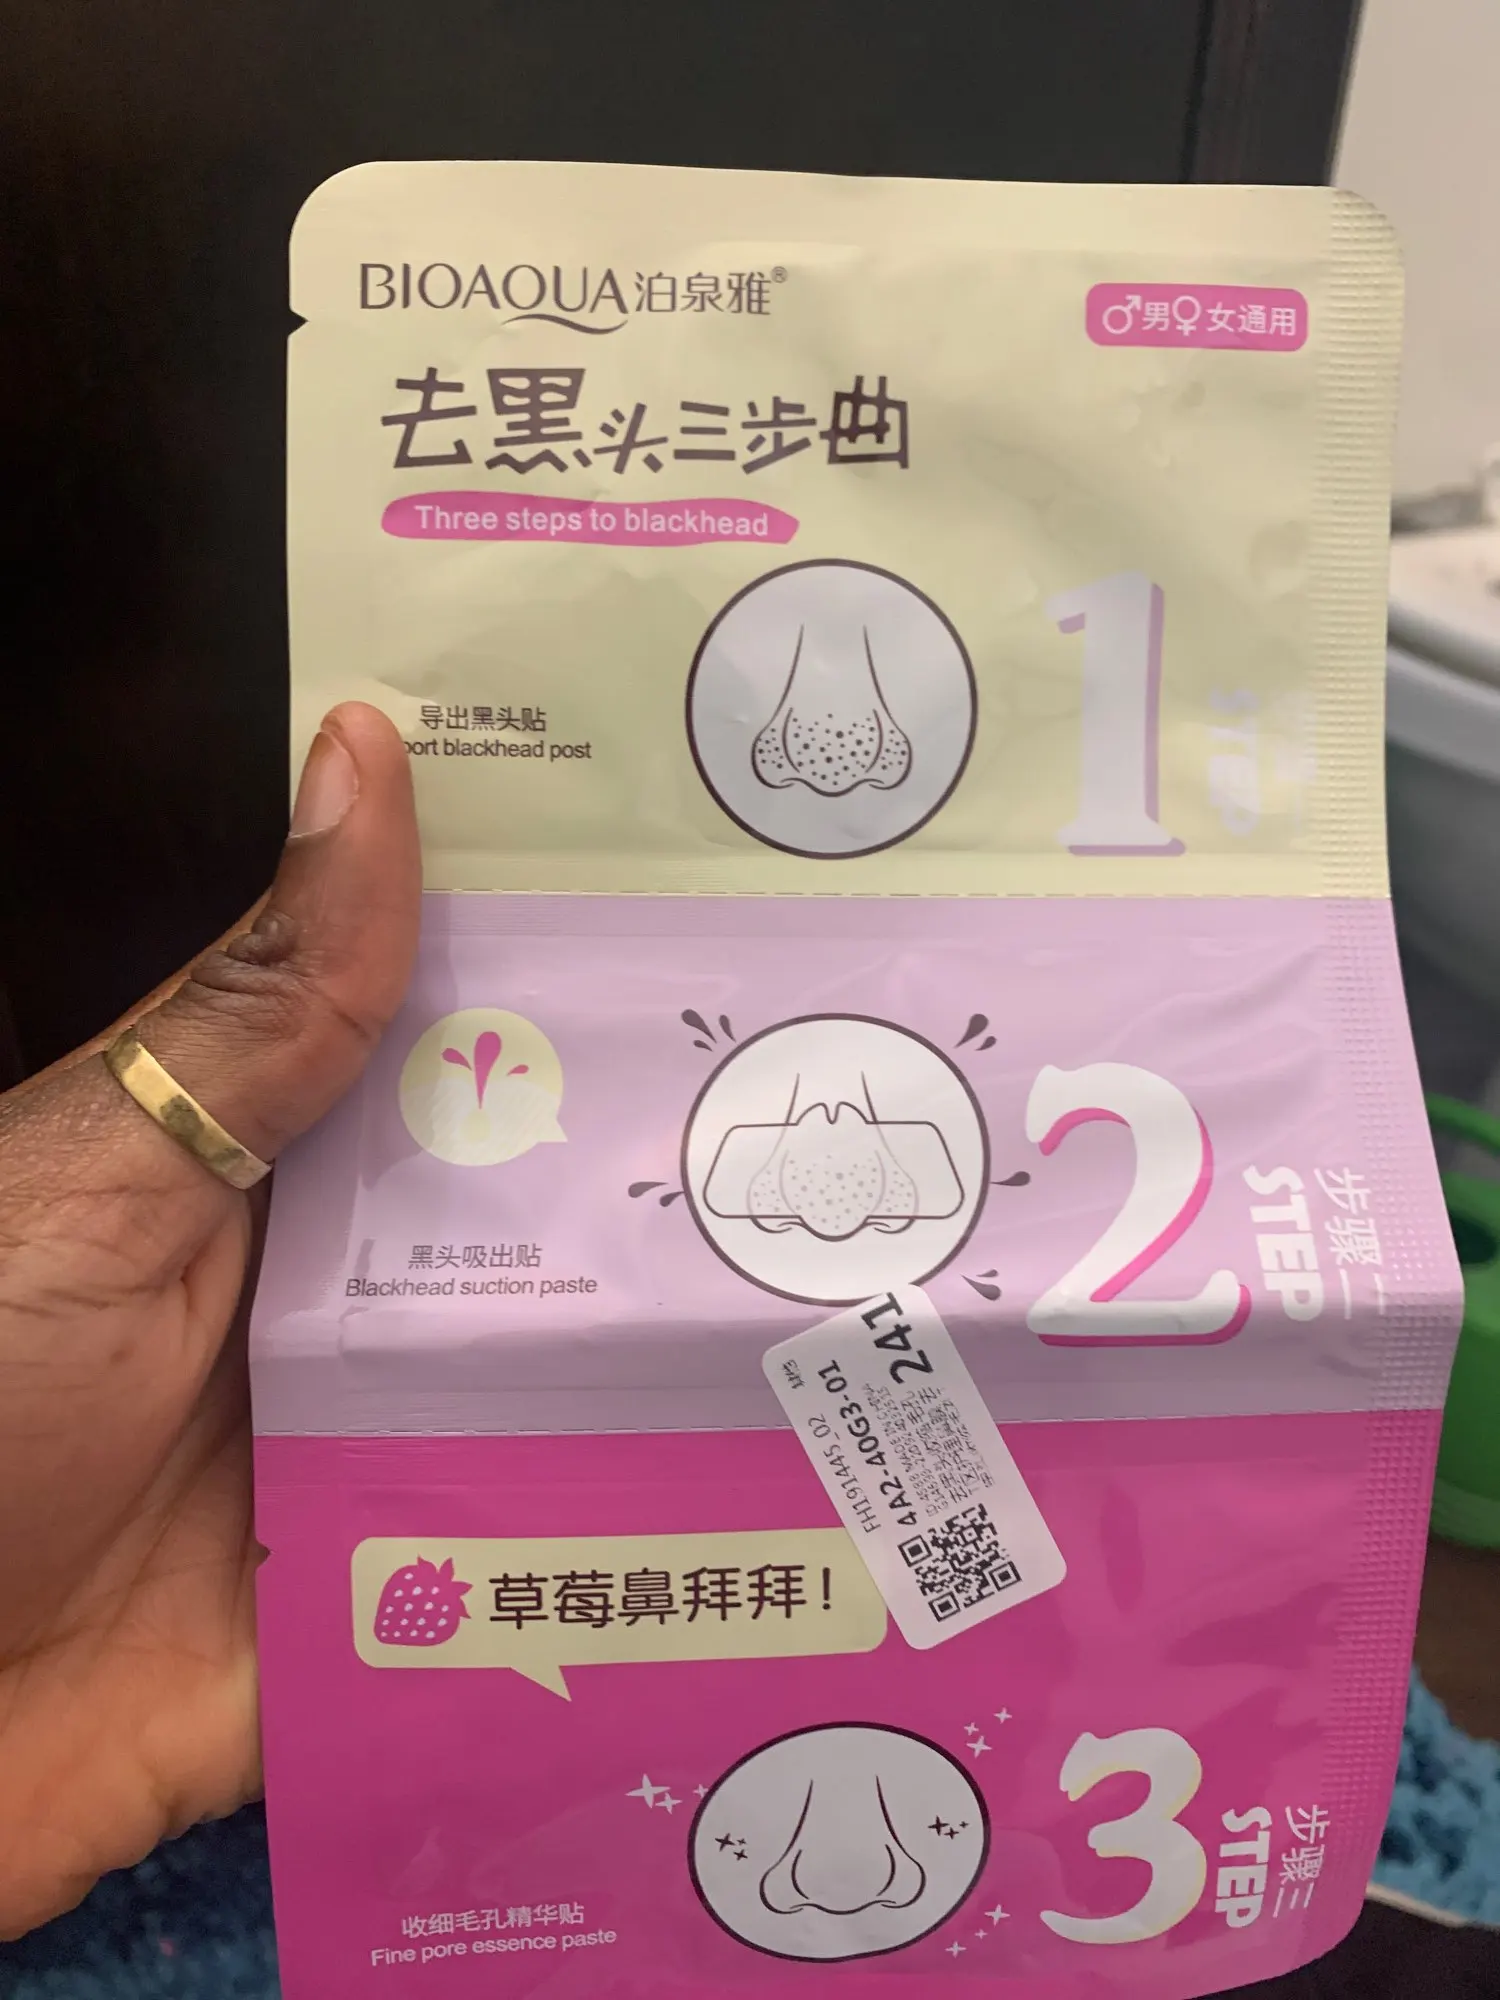 BIOAQUA泊泉雅®
♂男♀女通用
去黑头三步曲
Three steps to blackhead
导出黑头贴
port blackhead post
1
STEP
黑头吸出贴
Blackhead suction paste
2
STEP
步骤二
241
4A2-40G3-01
FH191445_02
草莓鼻拜拜!
收细毛孔精华贴
Fine pore essence paste
3
STEP
步骤三